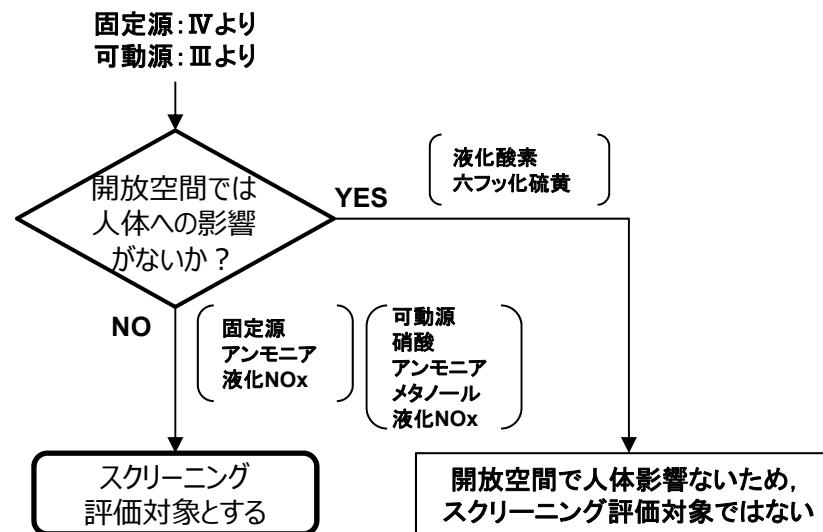 固定源：Ⅳより
可動源：Ⅲより
開放空間では
人体への影響
がないか？
YES
液化酸素
六フッ化硫黄
NO
固定源
アンモニア
液化NOx
可動源
硝酸
アンモニア
メタノール
液化NOx
スクリーニング
評価対象とする
開放空間で人体影響ないため，
スクリーニング評価対象ではない